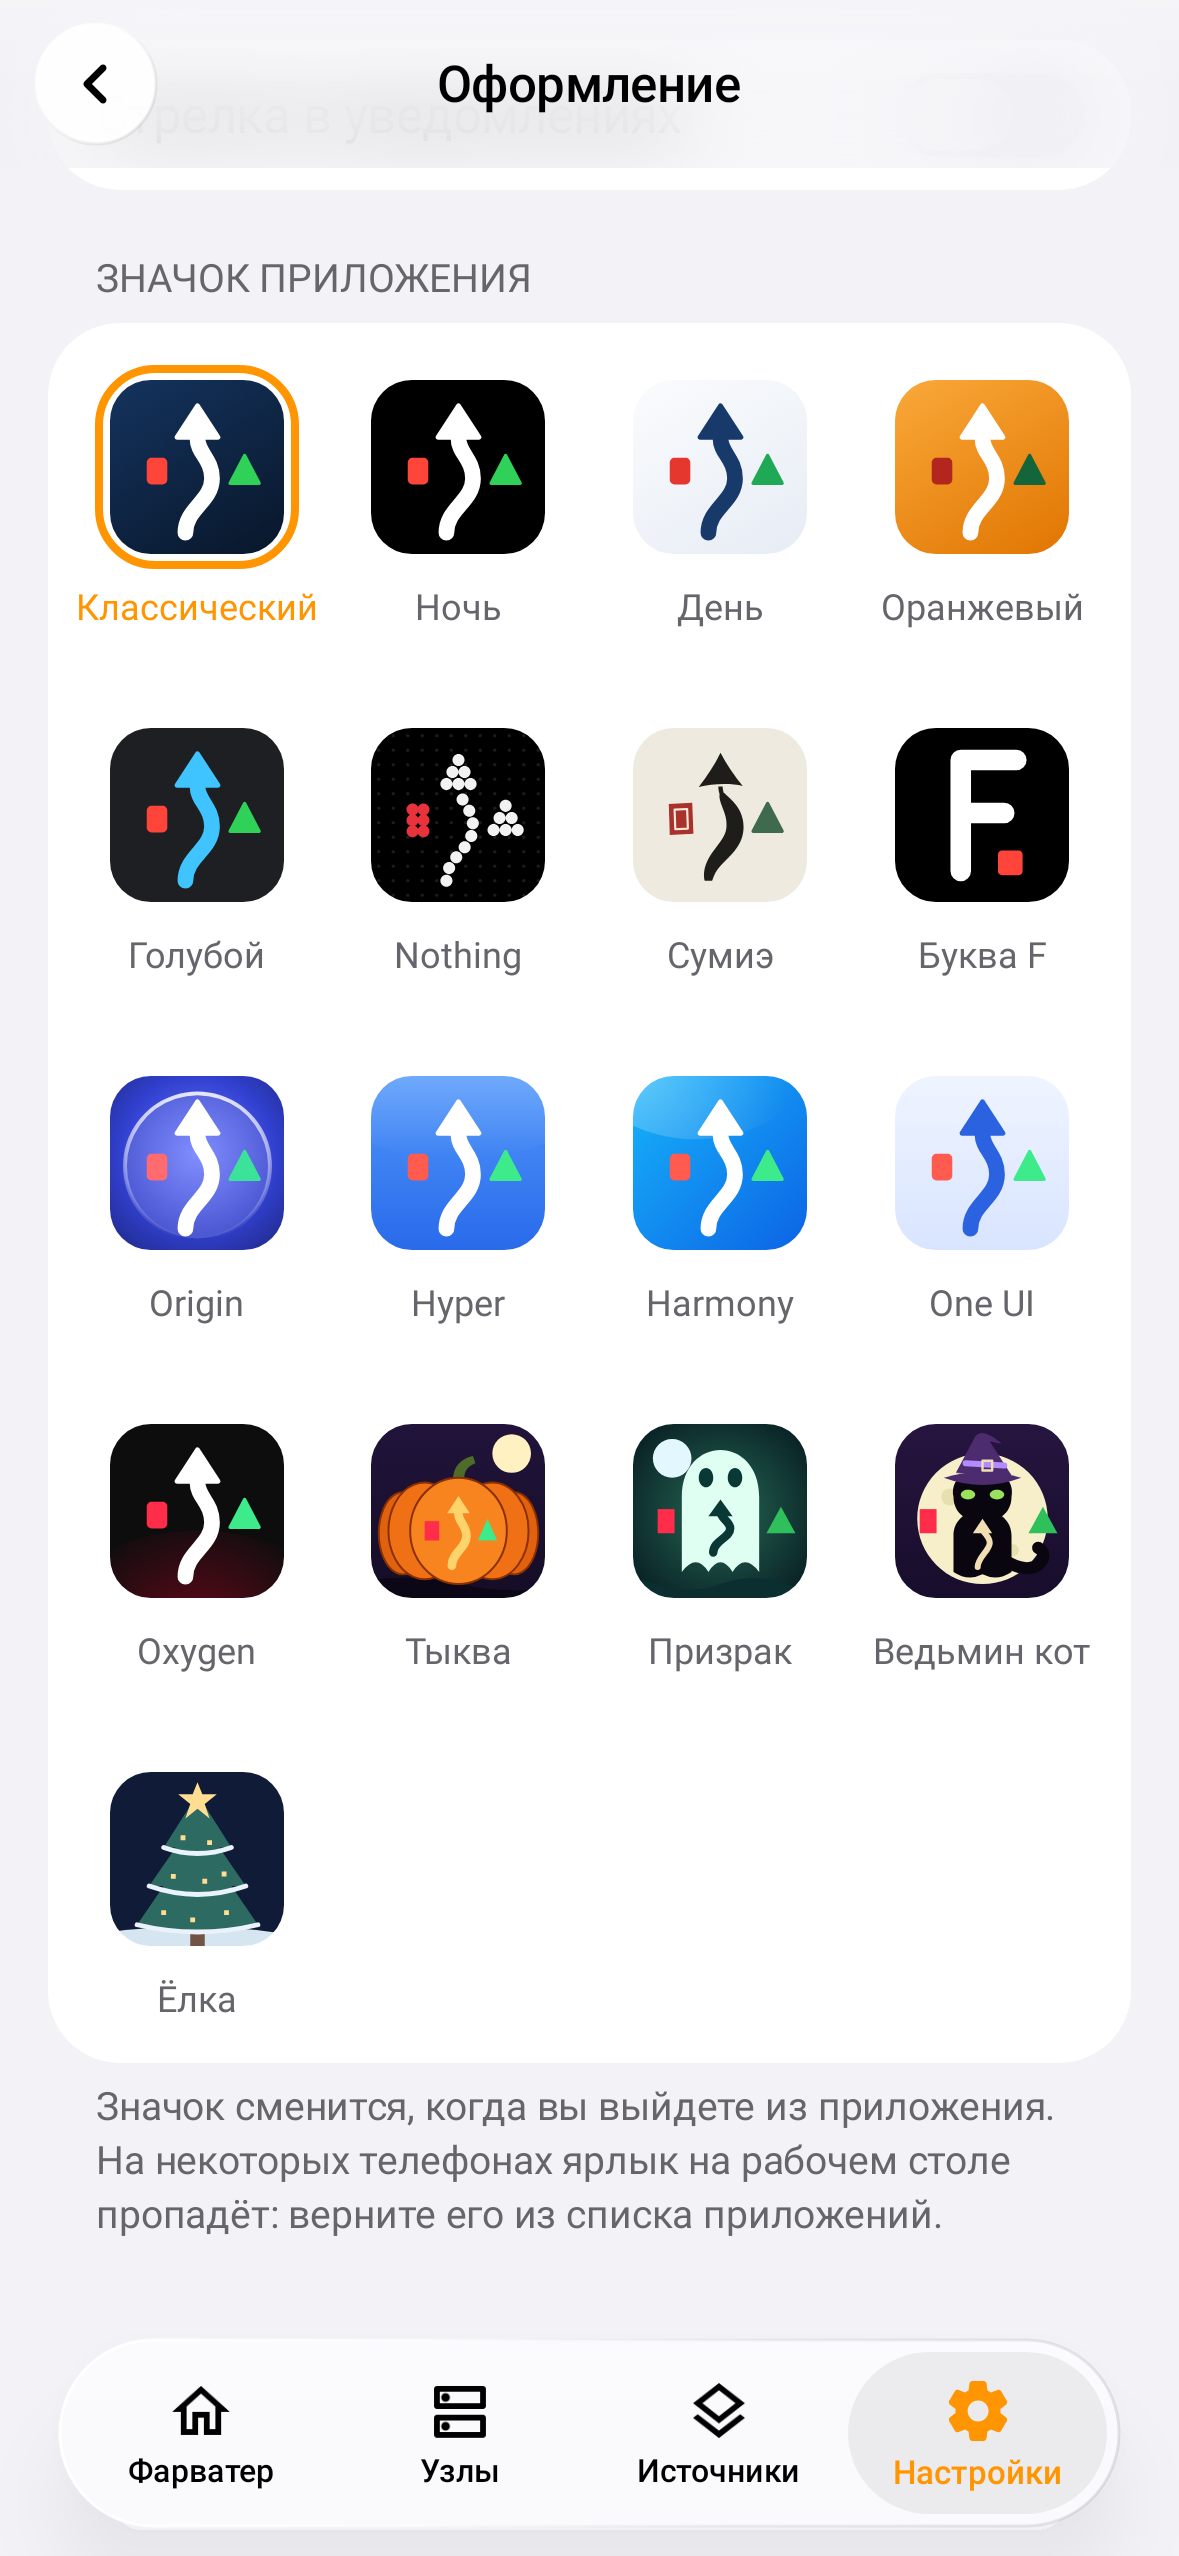 Оформление
релка в уведомлениях
ЗНАЧОК ПРИЛОЖЕНИЯ
Классический
Ночь
День
Оранжевый
F
Голубой
Nothing
Сумиэ
Буква F
Origin
Hyper
Harmony
One UI
Oxygen
Тыква
Призрак
Ведьмин кот
Ёлка
Значок сменится, когда вы выйдете из приложения.
На некоторых телефонах ярлык на рабочем столе
пропадёт: верните его из списка приложений.
Фарватер
Узлы
Источники
Настройки